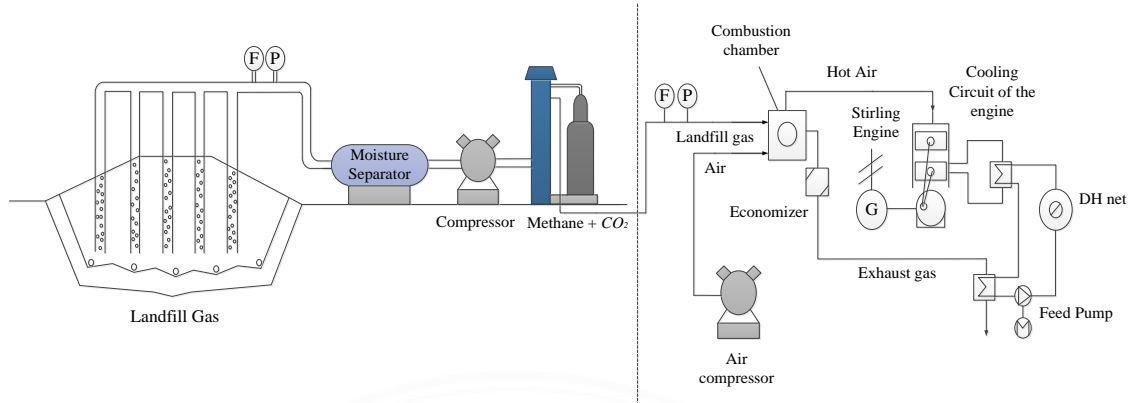 F P
Moisture
Separator
Compressor
Methane + CO₂
Landfill Gas
Combustion
chamber
F P
Landfill gas
Air
Hot Air
Stirling
Engine
Cooling
Circuit of the
engine
Economizer
G
DH net
Exhaust gas
Feed Pump
Air
compressor
M